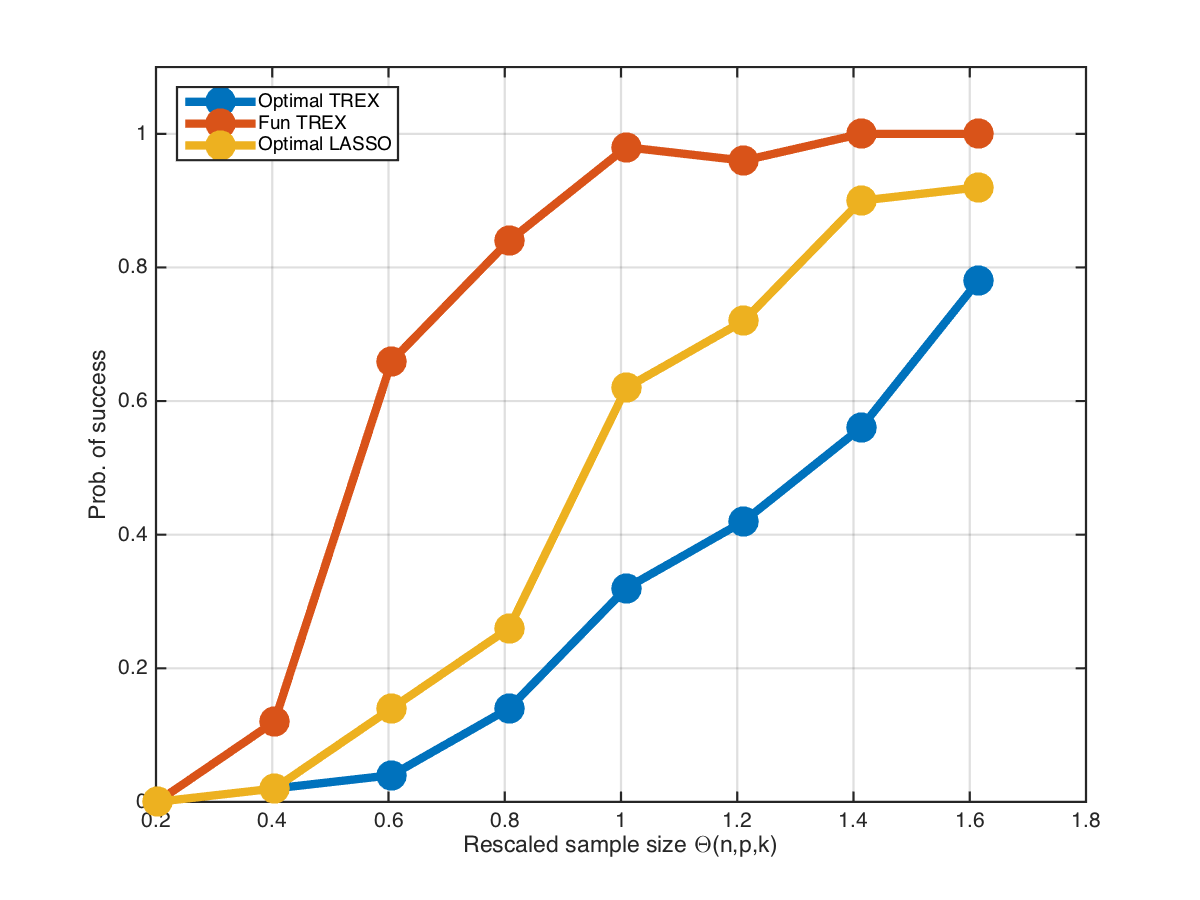 Optimal TREX
Fun TREX
Optimal LASSO
1
0.8
0.6
0.4
0.2
0
Prob. of success
0.2 0.4 0.6 0.8 1 1.2 1.4 1.6 1.8
Rescaled sample size Θ(n,p,k)